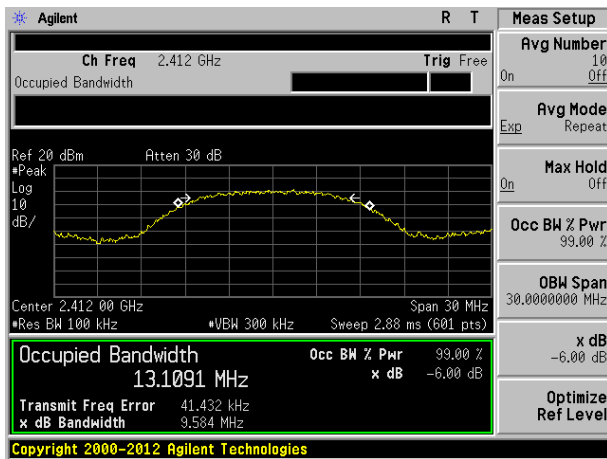 Agilent R T
Ch Freq 2.412 GHz Trig Free
Occupied Bandwidth
Ref 20 dBm Atten 30 dB
#Peak
Log
10
dB/
Center 2.412 00 GHz Span 30 MHz
#Res BW 100 kHz #VBW 300 kHz Sweep 2.88 ms (601 pts)
Occupied Bandwidth Occ BW % Pwr 99.00 %
13.1091 MHz x dB -6.00 dB
Transmit Freq Error 41.432 kHz
x dB Bandwidth 9.584 MHz
Copyright 2000-2012 Agilent Technologies
Meas Setup
Avg Number
10
On Off
Avg Mode
Exp Repeat
Max Hold
On Off
Occ BW % Pwr
99.00 %
OBW Span
30.0000000 MHz
x dB
-6.00 dB
Optimize
Ref Level